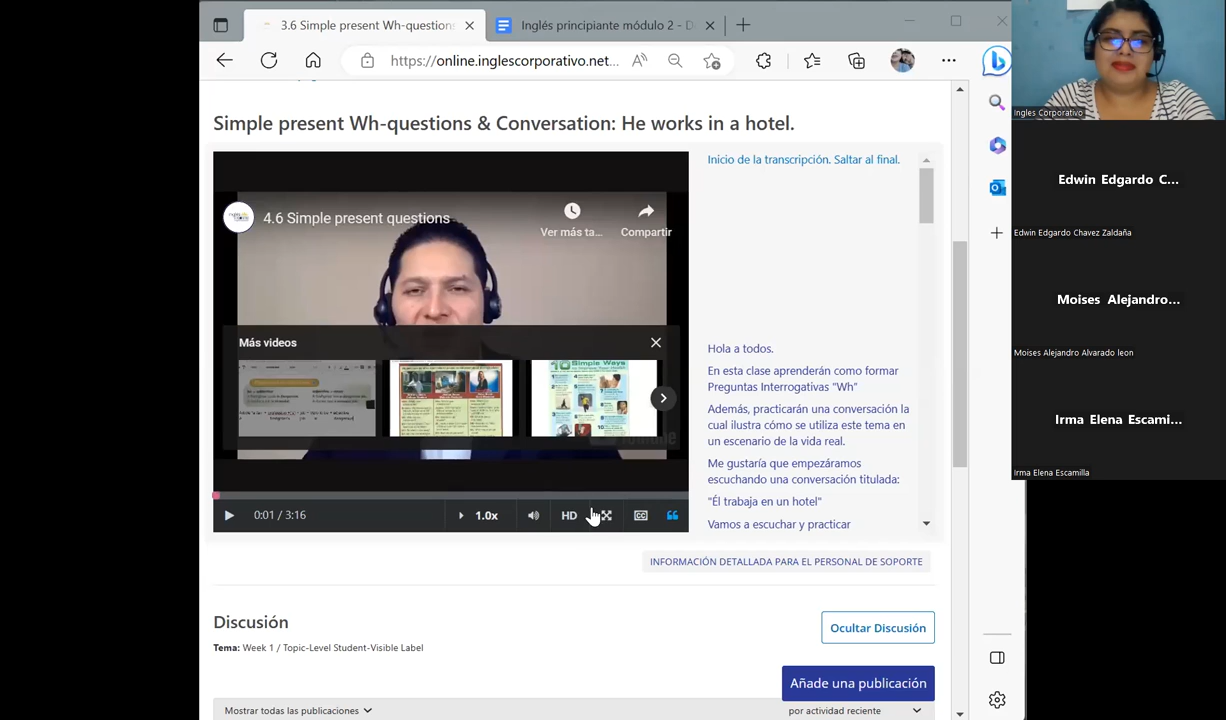 3.6 Simple present Wh-questions
Inglés principiante módulo 2 - D
https://online.inglescorporativo.net...
Simple present Wh-questions & Conversation: He works in a hotel.
4.6 Simple present questions
Ver más ta...
Compartir
Más videos
10 Simple Ways
0:01 / 3:16
1.0x
HD
CC
Inicio de la transcripción. Saltar al final.
Hola a todos.
En esta clase aprenderán como formar
Preguntas Interrogativas "Wh"
Además, practicarán una conversación la
cual ilustra cómo se utiliza este tema en
un escenario de la vida real.
Me gustaría que empezáramos
escuchando una conversación titulada:
"Él trabaja en un hotel"
Vamos a escuchar y practicar
INFORMACIÓN DETALLADA PARA EL PERSONAL DE SOPORTE
Discusión
Ocultar Discusión
Tema: Week 1 / Topic-Level Student-Visible Label
Añade una publicación
Mostrar todas las publicaciones
por actividad reciente
Ingles Corporativo
Edwin Edgardo C...
Edwin Edgardo Chavez Zaldaña
Moises Alejandro...
Moises Alejandro Alvarado leon
Irma Elena Escami...
Irma Elena Escamilla